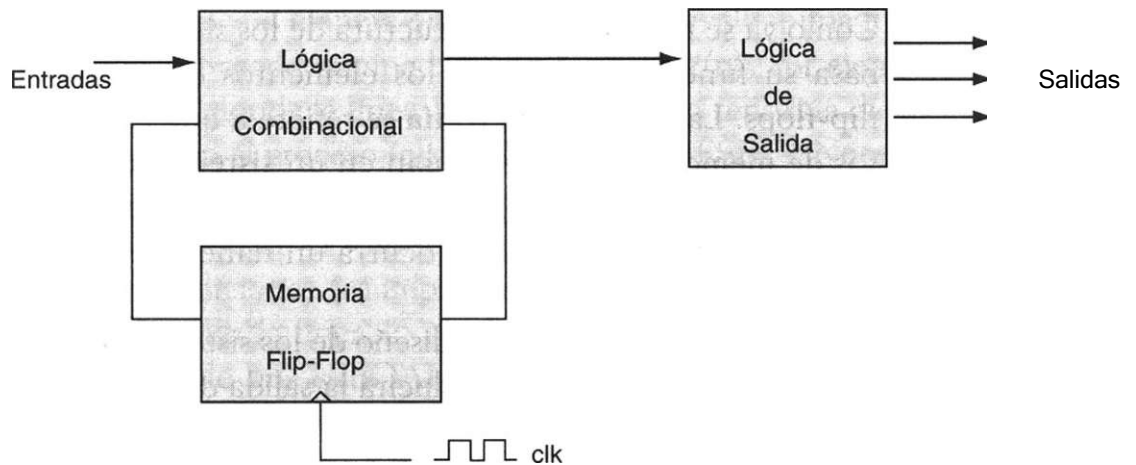 Entradas
Lógica
Combinacional
Lógica
de
Salida
Salidas
Memoria
Flip-Flop
clk